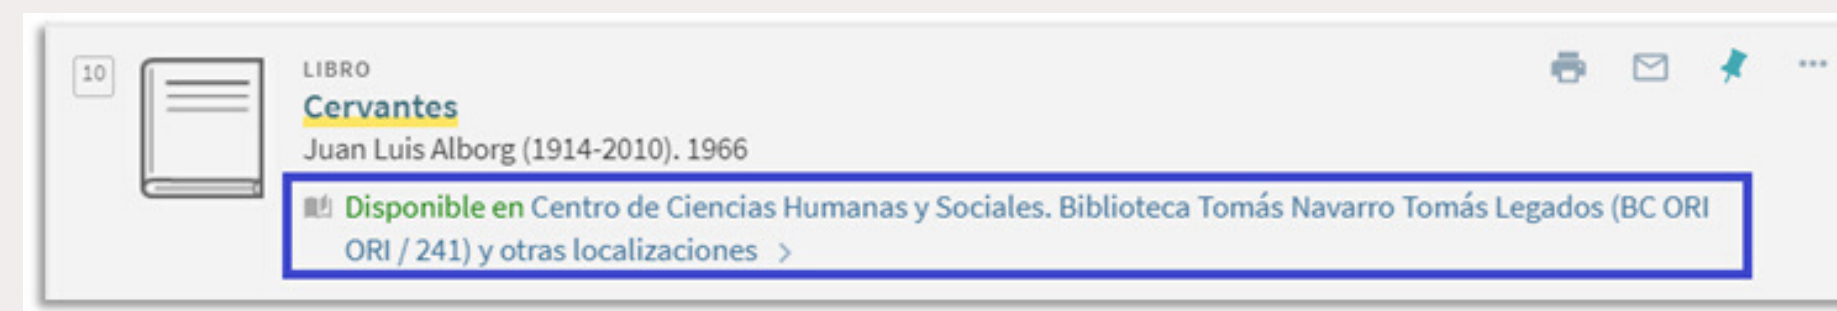 10
LIBRO
Cervantes
Juan Luis Alborg (1914-2010). 1966
Disponible en Centro de Ciencias Humanas y Sociales. Biblioteca Tomás Navarro Tomás Legados (BC ORI
ORI / 241) y otras localizaciones >